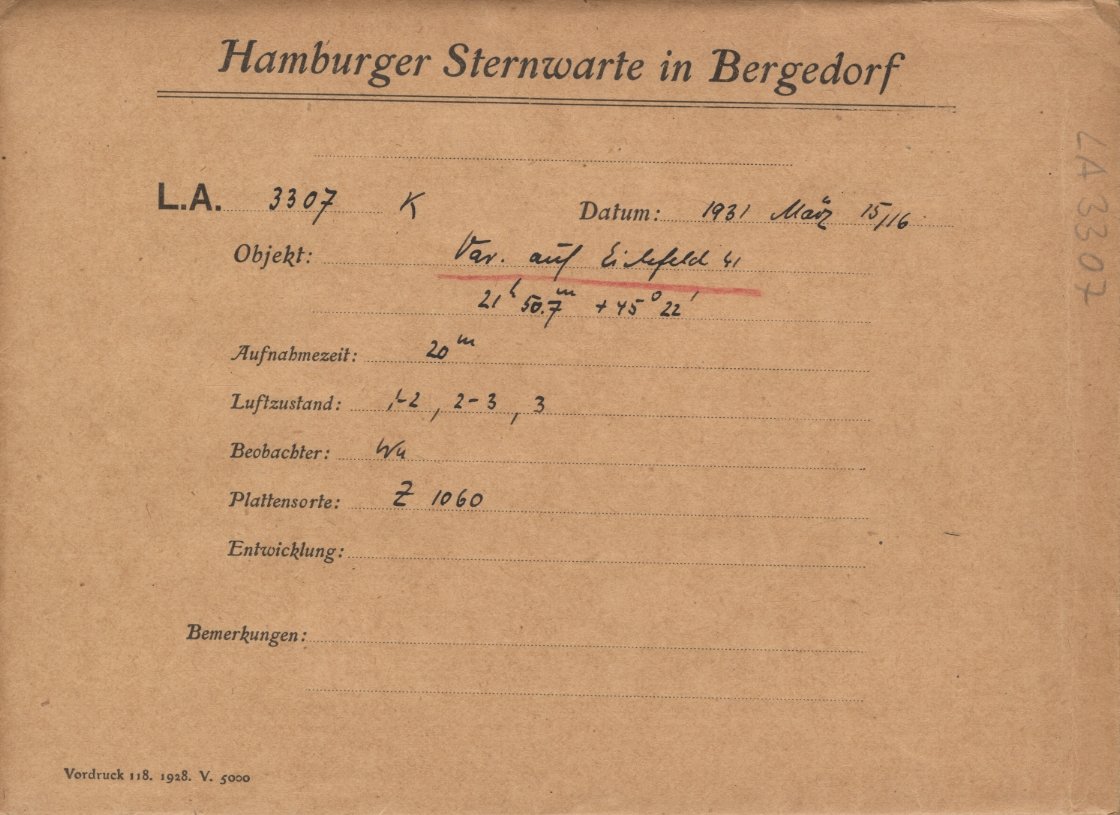 Hamburger Sternwarte in Bergedorf
L.A. 3307 K Datum: 1931 März 15/16
Objekt: Var. auf Eichfeld 41
21h 50.7m +45° 22'
Aufnahmezeit: 20m
Luftzustand: 1-2, 2-3, 3
Beobachter: Wa
Plattensorte: Z 1060
Entwicklung:
Bemerkungen:
Vordruck 118. 1928. V. 5000
LA 3307